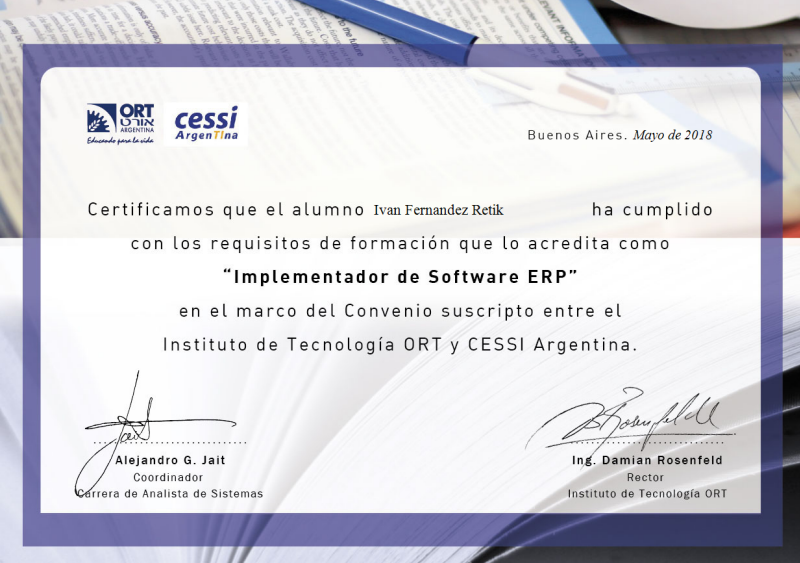 ORT
אורט
ARGENTINA
Educando para la vida
cessi
ArgenTIna
Buenos Aires. Mayo de 2018
Certificamos que el alumno Ivan Fernandez Retik ha cumplido
con los requisitos de formación que lo acredita como
“Implementador de Software ERP”
en el marco del Convenio suscripto entre el
Instituto de Tecnología ORT y CESSI Argentina.
Alejandro G. Jait
Coordinador
Carrera de Analista de Sistemas
Ing. Damian Rosenfeld
Rector
Instituto de Tecnología ORT